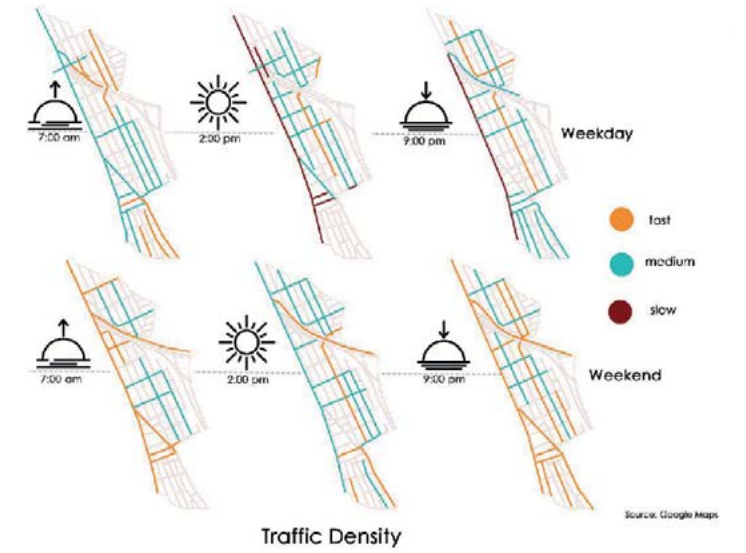 7:00 am
2:00 pm
9:00 pm
Weekday
fast
medium
slow
7:00 am
2:00 pm
9:00 pm
Weekend
Source: Google Maps
Traffic Density